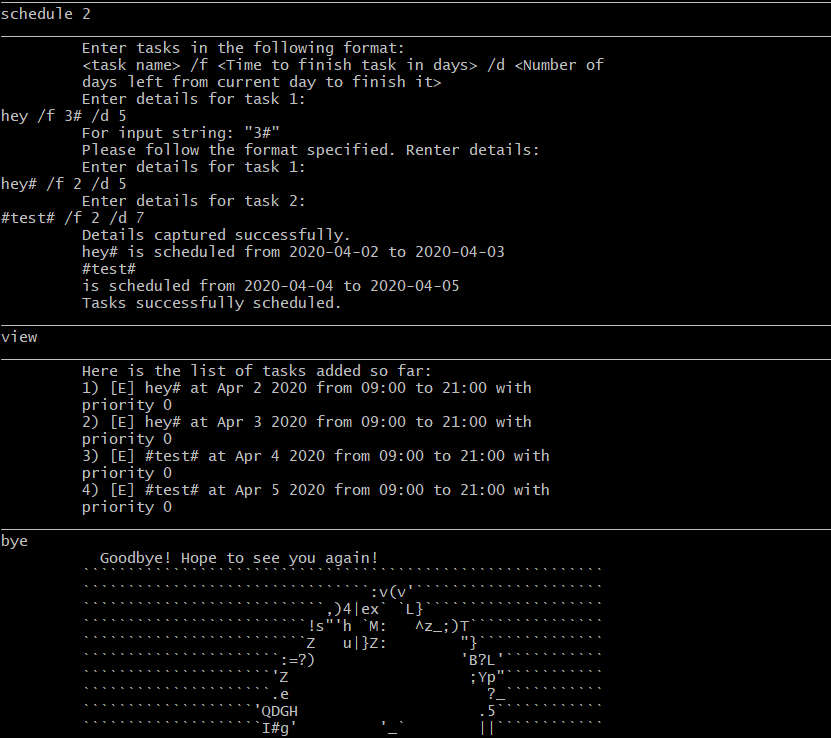 schedule 2
Enter tasks in the following format:
<task name> /f <Time to finish task in days> /d <Number of
days left from current day to finish it>
Enter details for task 1:
hey /f 3# /d 5
For input string: "3#"
Please follow the format specified. Renter details:
Enter details for task 1:
hey# /f 2 /d 5
Enter details for task 2:
#test# /f 2 /d 7
Details captured successfully.
hey# is scheduled from 2020-04-02 to 2020-04-03
#test#
is scheduled from 2020-04-04 to 2020-04-05
Tasks successfully scheduled.
view
Here is the list of tasks added so far:
1) [E] hey# at Apr 2 2020 from 09:00 to 21:00 with
priority 0
2) [E] hey# at Apr 3 2020 from 09:00 to 21:00 with
priority 0
3) [E] #test# at Apr 4 2020 from 09:00 to 21:00 with
priority 0
4) [E] #test# at Apr 5 2020 from 09:00 to 21:00 with
priority 0
bye
Goodbye! Hope to see you again!
:v(v'
,)4|ex` `L}
!s"'h `M: ^z_;)T
Z u|}Z: "}
:=?) 'B?L'
'Z ;Yp"
.e ?_
'QDGH .5
I#g' '_` ||